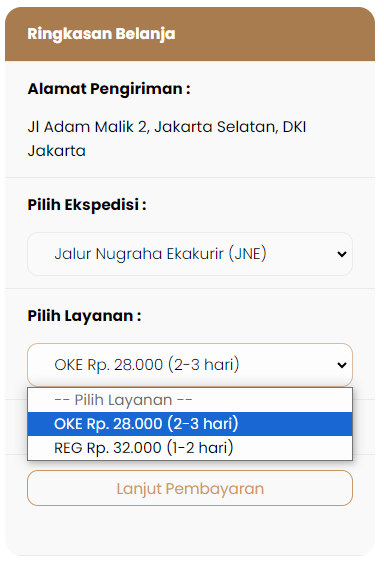 Ringkasan Belanja
Alamat Pengiriman :
Jl Adam Malik 2, Jakarta Selatan, DKI
Jakarta
Pilih Ekspedisi :
Jalur Nugraha Ekakurir (JNE)
Pilih Layanan :
OKE Rp. 28.000 (2-3 hari)
-- Pilih Layanan --
OKE Rp. 28.000 (2-3 hari)
REG Rp. 32.000 (1-2 hari)
Lanjut Pembayaran